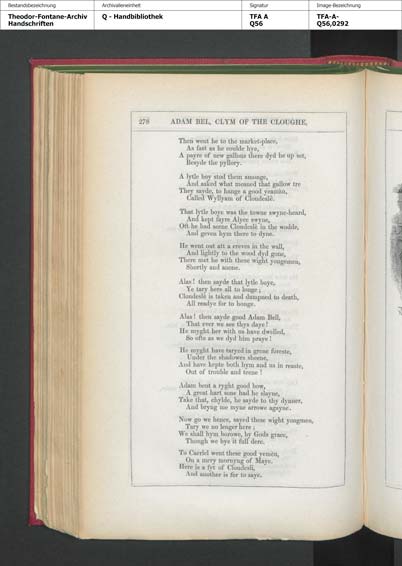 Bestandsbezeichnung
Theodor-Fontane-Archiv
Handschriften
Archivalieneinheit
Q - Handbibliothek
Signatur
TFA A
Q56
Image-Bezeichnung
TFA-A-
Q56,0292
278 ADAM BEL, CLYM OF THE CLOUGHE,
Then went he to the market-place,
As fast as he coulde hye,
A payre of new gallous there dyd he up set,
Besyde the pyllory.
A lytle boy stod them amonge,
And asked what meaned that gallow tre
They sayde, to hange a good yeaman,
Called Wyllyam of Cloudeslè.
That lytle boye was the towne swyne-heard,
And kept fayre Alyce swyne,
Oft he had seene Cloudeslè in the wodde,
And geven hym there to dyne.
He went out att a creves in the wall,
And lightly to the wood dyd gone,
There met he with these wight yongemen,
Shortly and anone.
Alas! then sayde that lytle boye,
Ye tary here all to longe;
Cloudeslè is taken and dampned to death,
All readye for to honge.
Alas! then sayde good Adam Bell,
That ever we see thys daye!
He myght her with us have dwelled,
So ofte as we dyd him praye!
He myght have taryed in grene foreste,
Under the shadowes sheene,
And have kepte both hym and us in reaste,
Out of trouble and teene!
Adam bent a ryght good bow,
A great hart sone had he slayne,
Take that, chylde, he sayde to thy dynner,
And bryng me myne arrowe agayne.
Now go we hence, sayed these wight yongmen,
Tary we no lenger here;
We shall hym borowe, by Gods grace,
Though we bye it full dere.
To Caerlel went these good yemèn,
On a mery mornyng of Maye.
Here is a fyt of Cloudeslè,
And another is for to saye.